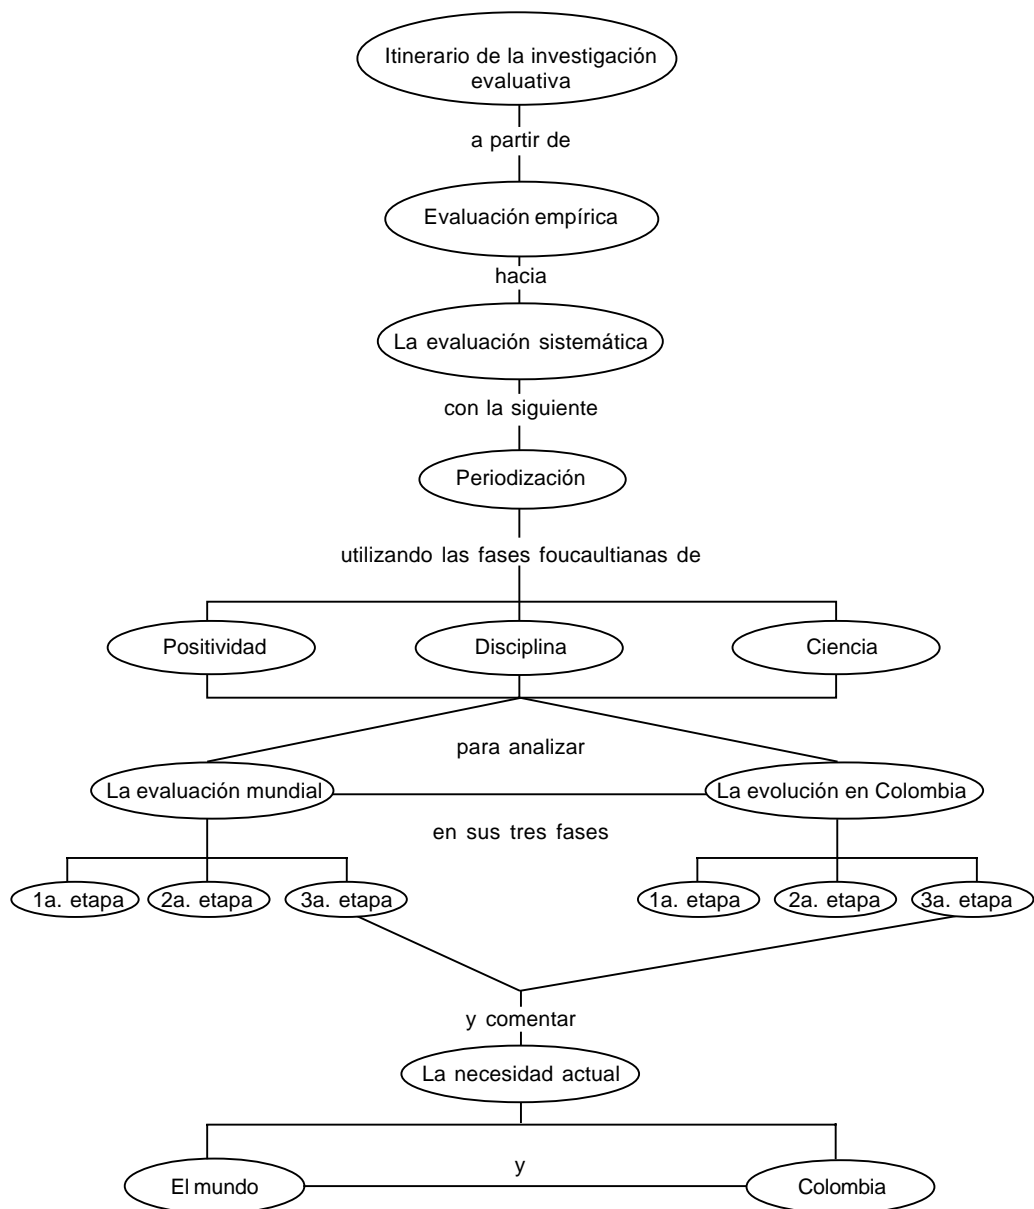 Itinerario de la investigación
evaluativa
a partir de
Evaluación empírica
hacia
La evaluación sistemática
con la siguiente
Periodización
utilizando las fases foucaultianas de
Positividad
Disciplina
Ciencia
para analizar
La evaluación mundial
La evolución en Colombia
en sus tres fases
1a. etapa
2a. etapa
3a. etapa
1a. etapa
2a. etapa
3a. etapa
y comentar
La necesidad actual
y
El mundo
Colombia